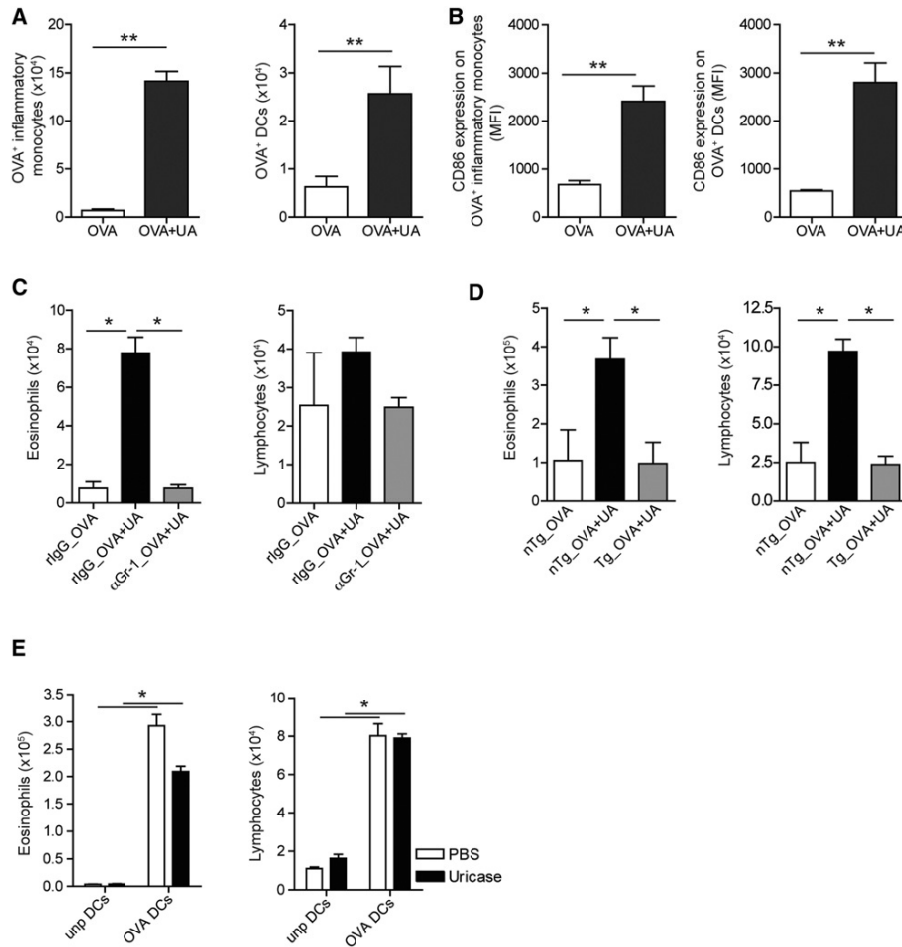 A
OVA⁺ inflammatory
monocytes (x10⁴)
20
15
10
5
0
**
OVA
OVA+UA
OVA⁺ DCs (x10⁴)
4
3
2
1
0
**
OVA
OVA+UA
B
CD86 expression on
OVA⁺ inflammatory monocytes
(MFI)
4000
3000
2000
1000
0
**
OVA
OVA+UA
CD86 expression on
OVA⁺ DCs (MFI)
4000
3000
2000
1000
0
**
OVA
OVA+UA
C
Eosinophils (x10⁴)
10
8
6
4
2
0
* *
rIgG_OVA
rIgG_OVA+UA
αGr-1_OVA+UA
Lymphocytes (x10⁴)
5
4
3
2
1
0
rIgG_OVA
rIgG_OVA+UA
αGr-1_OVA+UA
D
Eosinophils (x10⁵)
5
4
3
2
1
0
* *
nTg_OVA
nTg_OVA+UA
Tg_OVA+UA
Lymphocytes (x10⁴)
12.5
10.0
7.5
5.0
2.5
0.0
* *
nTg_OVA
nTg_OVA+UA
Tg_OVA+UA
E
Eosinophils (x10⁵)
3.5
3.0
2.5
2.0
1.5
1.0
0.5
0.0
*
unp DCs
OVA DCs
Lymphocytes (x10⁴)
10
8
6
4
2
0
*
unp DCs
OVA DCs
PBS
Uricase